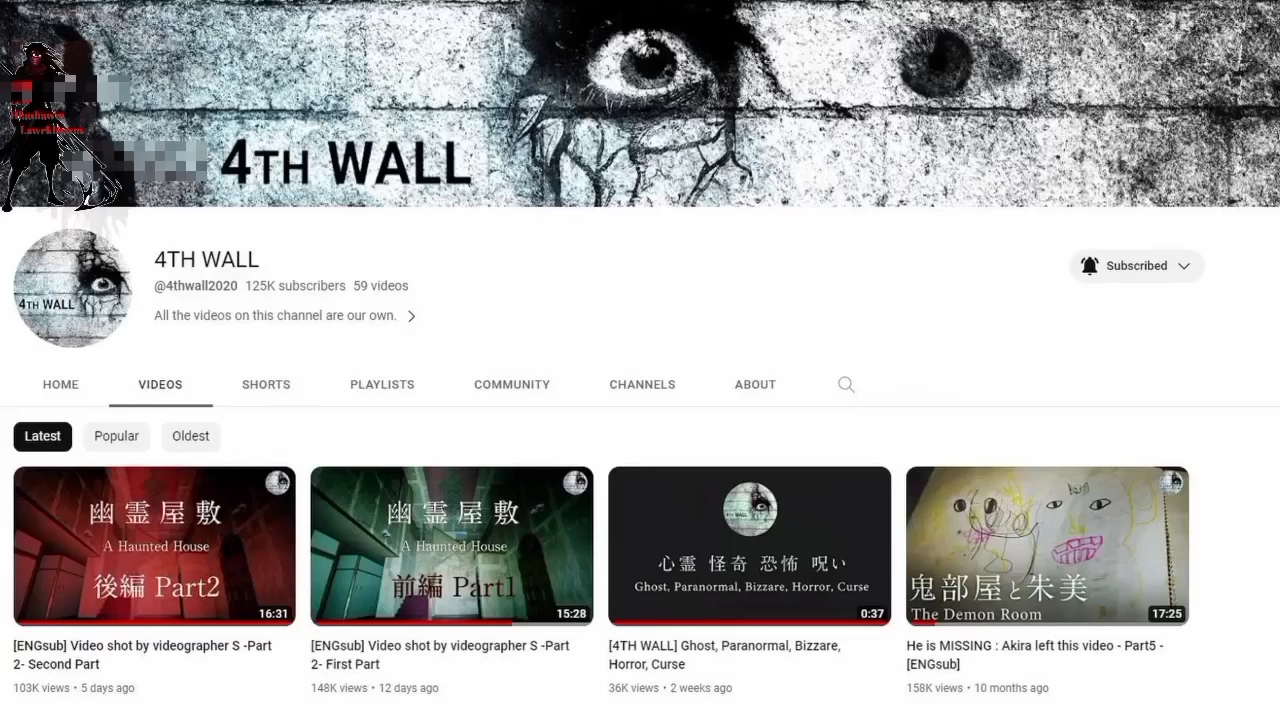 4TH WALL
4TH WALL
4TH WALL
@4thwall2020 125K subscribers 59 videos
All the videos on this channel are our own.
Subscribed
HOME VIDEOS SHORTS PLAYLISTS COMMUNITY CHANNELS ABOUT
Latest Popular Oldest
幽霊屋敷
A Haunted House
後編 Part2
16:31
[ENGsub] Video shot by videographer S -Part
2- Second Part
103K views • 5 days ago
幽霊屋敷
A Haunted House
前編 Part1
15:28
[ENGsub] Video shot by videographer S -Part
2- First Part
148K views • 12 days ago
心霊 怪奇 恐怖 呪い
Ghost, Paranormal, Bizzare, Horror, Curse
0:37
[4TH WALL] Ghost, Paranormal, Bizzare,
Horror, Curse
36K views • 2 weeks ago
鬼部屋と朱美
The Demon Room
17:25
He is MISSING : Akira left this video - Part5 -
[ENGsub]
158K views • 10 months ago